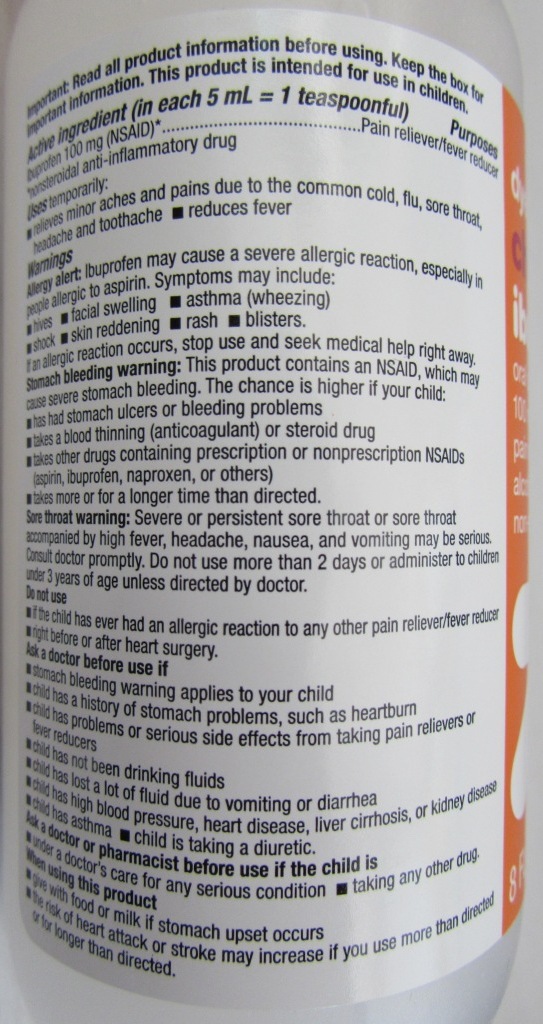 Important: Read all product information before using. Keep the box for
important information. This product is intended for use in children.
Active ingredient (in each 5 mL = 1 teaspoonful) Purposes
Ibuprofen 100 mg (NSAID)*..........................................Pain reliever/fever reducer
*nonsteroidal anti-inflammatory drug
Uses temporarily:
■ relieves minor aches and pains due to the common cold, flu, sore throat,
headache and toothache ■ reduces fever
Warnings
Allergy alert: Ibuprofen may cause a severe allergic reaction, especially in
people allergic to aspirin. Symptoms may include:
■ hives ■ facial swelling ■ asthma (wheezing)
■ shock ■ skin reddening ■ rash ■ blisters.
If an allergic reaction occurs, stop use and seek medical help right away.
Stomach bleeding warning: This product contains an NSAID, which may
cause severe stomach bleeding. The chance is higher if your child:
■ has had stomach ulcers or bleeding problems
■ takes a blood thinning (anticoagulant) or steroid drug
■ takes other drugs containing prescription or nonprescription NSAIDs
(aspirin, ibuprofen, naproxen, or others)
■ takes more or for a longer time than directed.
Sore throat warning: Severe or persistent sore throat or sore throat
accompanied by high fever, headache, nausea, and vomiting may be serious.
Consult doctor promptly. Do not use more than 2 days or administer to children
under 3 years of age unless directed by doctor.
Do not use
■ if the child has ever had an allergic reaction to any other pain reliever/fever reducer
■ right before or after heart surgery.
Ask a doctor before use if
■ stomach bleeding warning applies to your child
■ child has a history of stomach problems, such as heartburn
■ child has problems or serious side effects from taking pain relievers or
fever reducers
■ child has not been drinking fluids
■ child has lost a lot of fluid due to vomiting or diarrhea
■ child has high blood pressure, heart disease, liver cirrhosis, or kidney disease
■ child has asthma ■ child is taking a diuretic.
Ask a doctor or pharmacist before use if the child is
■ under a doctor's care for any serious condition ■ taking any other drug.
When using this product
■ give with food or milk if stomach upset occurs
■ the risk of heart attack or stroke may increase if you use more than directed
or for longer than directed.